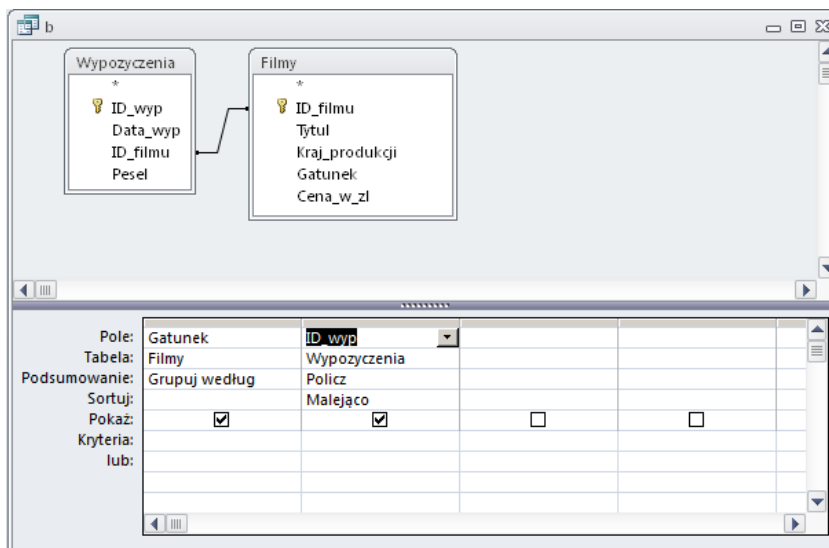 b
Wypożyczenia
*
ID_wyp
Data_wyp
ID_filmu
Pesel
Filmy
*
ID_filmu
Tytul
Kraj_produkcji
Gatunek
Cena_w_zl
Pole: Gatunek ID_wyp
Tabela: Filmy Wypozyczenia
Podsumowanie: Grupuj według Policz
Sortuj: Malejąco
Pokaż:
Kryteria:
lub: